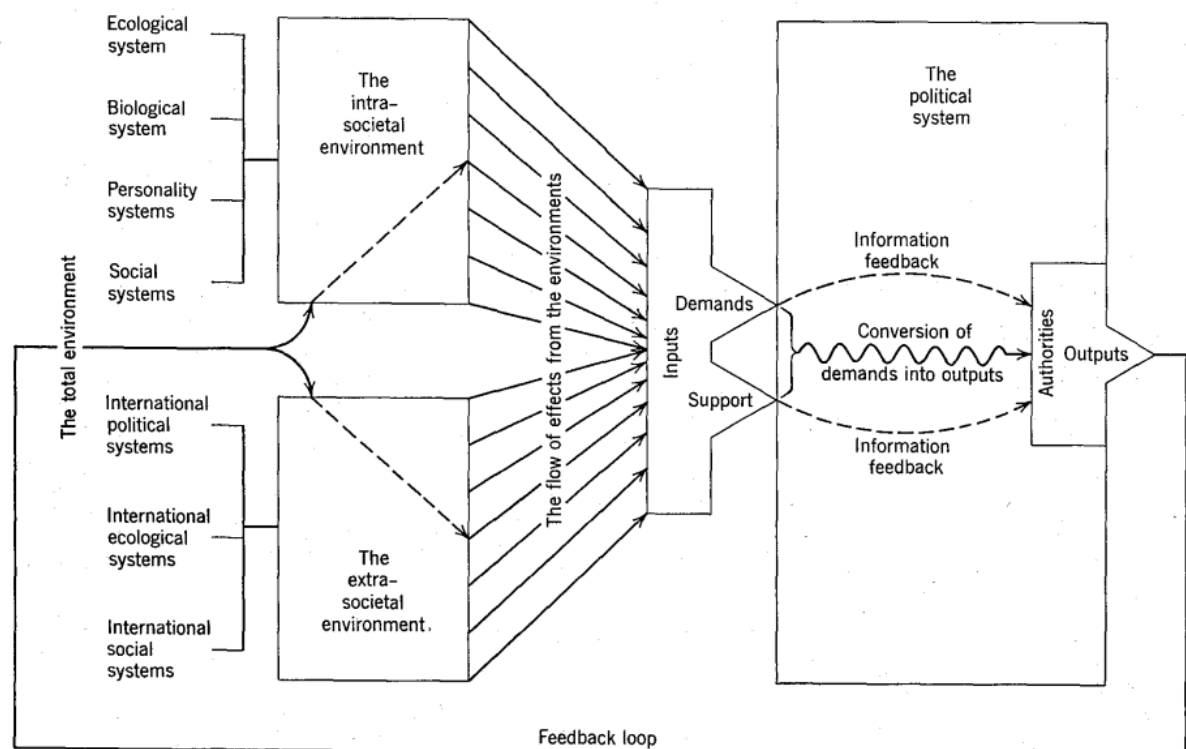 Ecological
system
Biological
system
Personality
systems
Social
systems
The total environment
International
political
systems
International
ecological
systems
International
social
systems
The
intra-
societal
environment
The
extra-
societal
environment.
The flow of effects from the environments
Inputs
Demands
Support
The
political
system
Information
feedback
Conversion of
demands into outputs
Information
feedback
Authorities
Outputs
Feedback loop